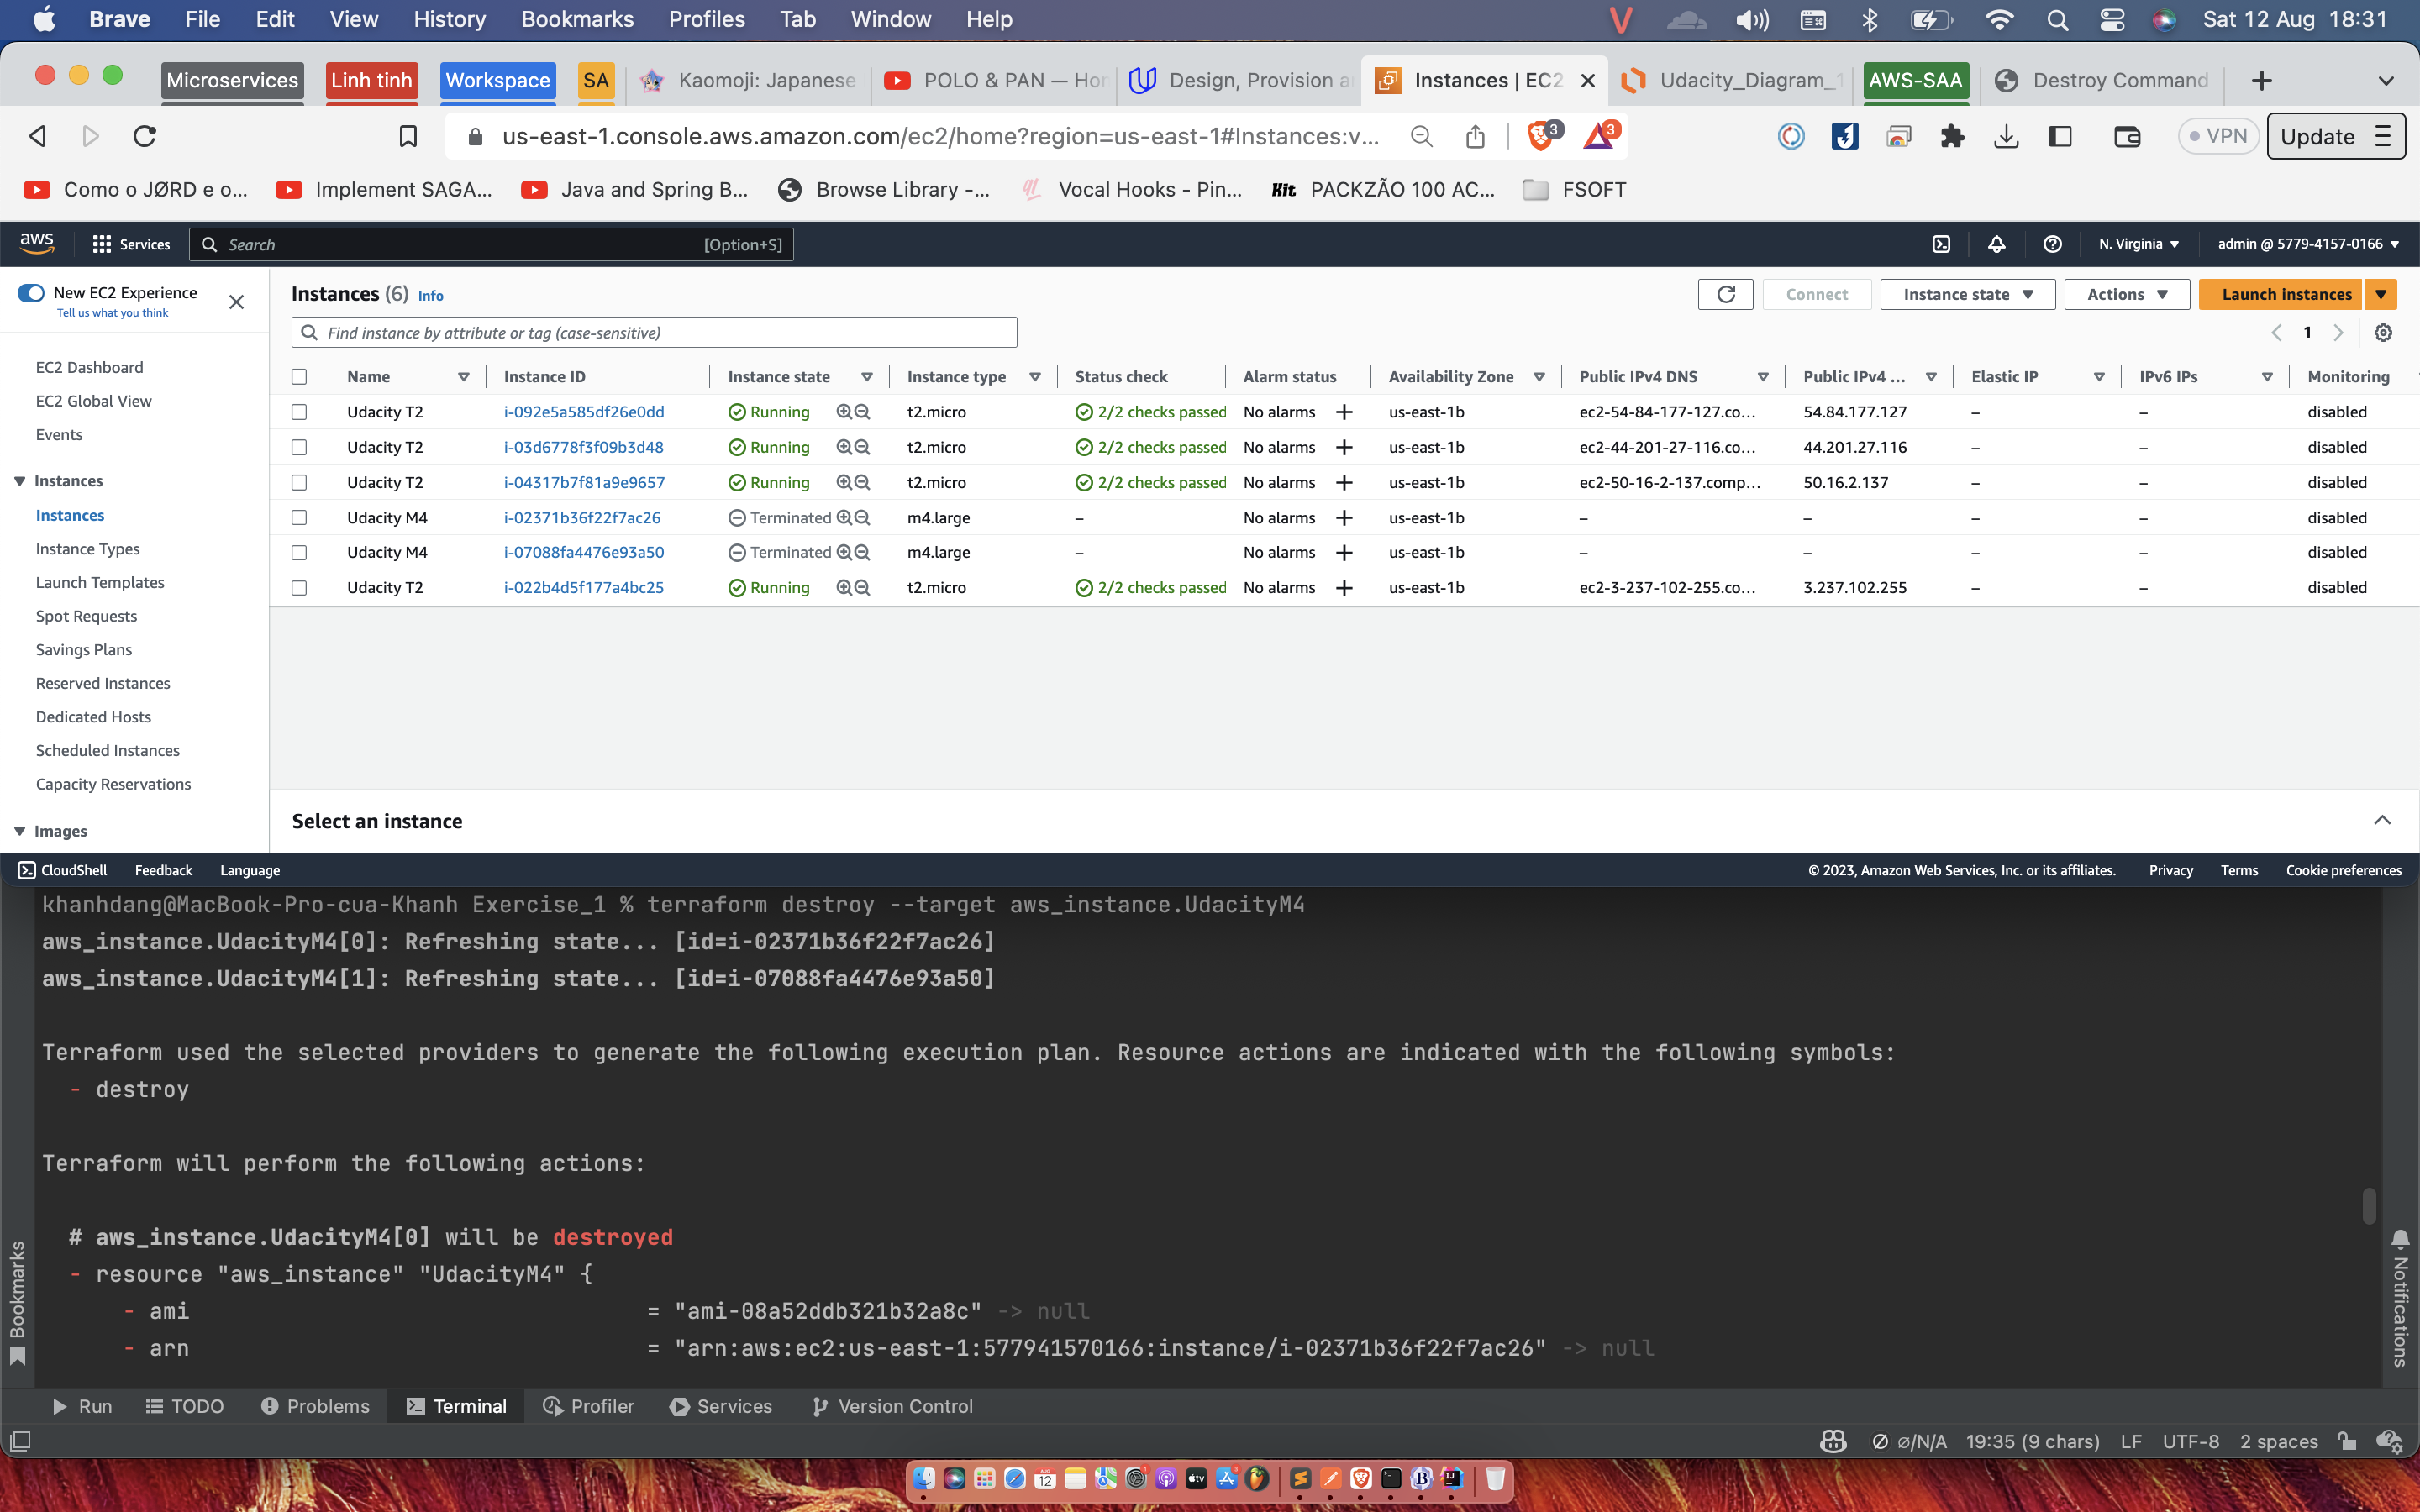 Brave File Edit View History Bookmarks Profiles Tab Window Help Sat 12 Aug 18:31
Microservices Linh tinh Workspace SA Kaomoji: Japanese POLO & PAN — Hor Design, Provision a Instances | EC2 Udacity_Diagram_1 AWS-SAA Destroy Command
us-east-1.console.aws.amazon.com/ec2/home?region=us-east-1#Instances:v... 3 3 VPN Update
Como o JØRD e o... Implement SAGA... Java and Spring B... Browse Library -... Vocal Hooks - Pin... Kit PACKZÃO 100 AC... FSOFT
aws Services Search [Option+S] N. Virginia admin @ 5779-4157-0166
New EC2 Experience
Tell us what you think
EC2 Dashboard
EC2 Global View
Events
Instances
Instances
Instance Types
Launch Templates
Spot Requests
Savings Plans
Reserved Instances
Dedicated Hosts
Scheduled Instances
Capacity Reservations
Images
Instances (6) Info Connect Instance state Actions Launch instances
Find instance by attribute or tag (case-sensitive) 1
Name Instance ID Instance state Instance type Status check Alarm status Availability Zone Public IPv4 DNS Public IPv4 ... Elastic IP IPv6 IPs Monitoring
Udacity T2 i-092e5a585df26e0dd Running t2.micro 2/2 checks passed No alarms us-east-1b ec2-54-84-177-127.co... 54.84.177.127 – – disabled
Udacity T2 i-03d6778f3f09b3d48 Running t2.micro 2/2 checks passed No alarms us-east-1b ec2-44-201-27-116.co... 44.201.27.116 – – disabled
Udacity T2 i-04317b7f81a9e9657 Running t2.micro 2/2 checks passed No alarms us-east-1b ec2-50-16-2-137.comp... 50.16.2.137 – – disabled
Udacity M4 i-02371b36f22f7ac26 Terminated m4.large – No alarms us-east-1b – – – – disabled
Udacity M4 i-07088fa4476e93a50 Terminated m4.large – No alarms us-east-1b – – – – disabled
Udacity T2 i-022b4d5f177a4bc25 Running t2.micro 2/2 checks passed No alarms us-east-1b ec2-3-237-102-255.co... 3.237.102.255 – – disabled
Select an instance
CloudShell Feedback Language © 2023, Amazon Web Services, Inc. or its affiliates. Privacy Terms Cookie preferences
khanhdang@MacBook-Pro-cua-Khanh Exercise_1 % terraform destroy --target aws_instance.UdacityM4
aws_instance.UdacityM4[0]: Refreshing state... [id=i-02371b36f22f7ac26]
aws_instance.UdacityM4[1]: Refreshing state... [id=i-07088fa4476e93a50]
Terraform used the selected providers to generate the following execution plan. Resource actions are indicated with the following symbols:
- destroy
Terraform will perform the following actions:
# aws_instance.UdacityM4[0] will be destroyed
- resource "aws_instance" "UdacityM4" {
- ami = "ami-08a52ddb321b32a8c" -> null
- arn = "arn:aws:ec2:us-east-1:577941570166:instance/i-02371b36f22f7ac26" -> null
Bookmarks
Notifications
Run TODO Problems Terminal Profiler Services Version Control
⌀/N/A 19:35 (9 chars) LF UTF-8 2 spaces